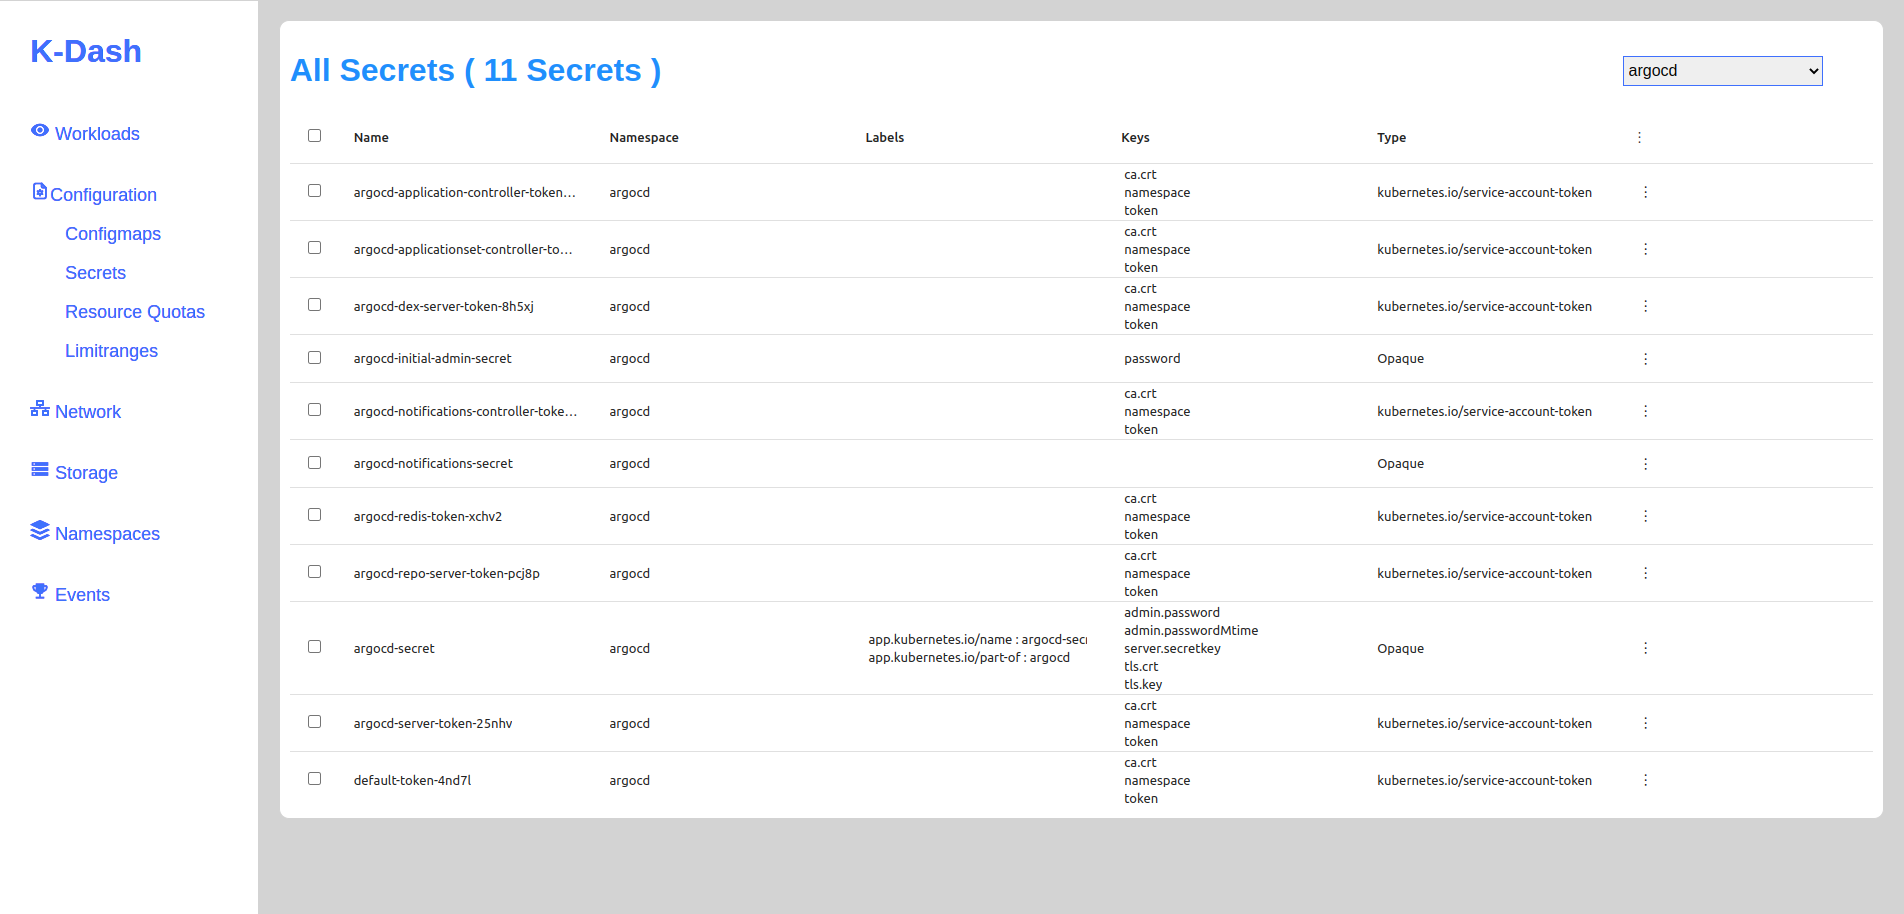 K-Dash
Workloads
Configuration
Configmaps
Secrets
Resource Quotas
Limitranges
Network
Storage
Namespaces
Events
All Secrets ( 11 Secrets )
argocd
Name Namespace Labels Keys Type ⋮
argocd-application-controller-token… argocd ca.crt namespace token kubernetes.io/service-account-token ⋮
argocd-applicationset-controller-to… argocd ca.crt namespace token kubernetes.io/service-account-token ⋮
argocd-dex-server-token-8h5xj argocd ca.crt namespace token kubernetes.io/service-account-token ⋮
argocd-initial-admin-secret argocd password Opaque ⋮
argocd-notifications-controller-toke… argocd ca.crt namespace token kubernetes.io/service-account-token ⋮
argocd-notifications-secret argocd Opaque ⋮
argocd-redis-token-xchv2 argocd ca.crt namespace token kubernetes.io/service-account-token ⋮
argocd-repo-server-token-pcj8p argocd ca.crt namespace token kubernetes.io/service-account-token ⋮
argocd-secret argocd app.kubernetes.io/name : argocd-secr app.kubernetes.io/part-of : argocd admin.password admin.passwordMtime server.secretkey tls.crt tls.key Opaque ⋮
argocd-server-token-25nhv argocd ca.crt namespace token kubernetes.io/service-account-token ⋮
default-token-4nd7l argocd ca.crt namespace token kubernetes.io/service-account-token ⋮